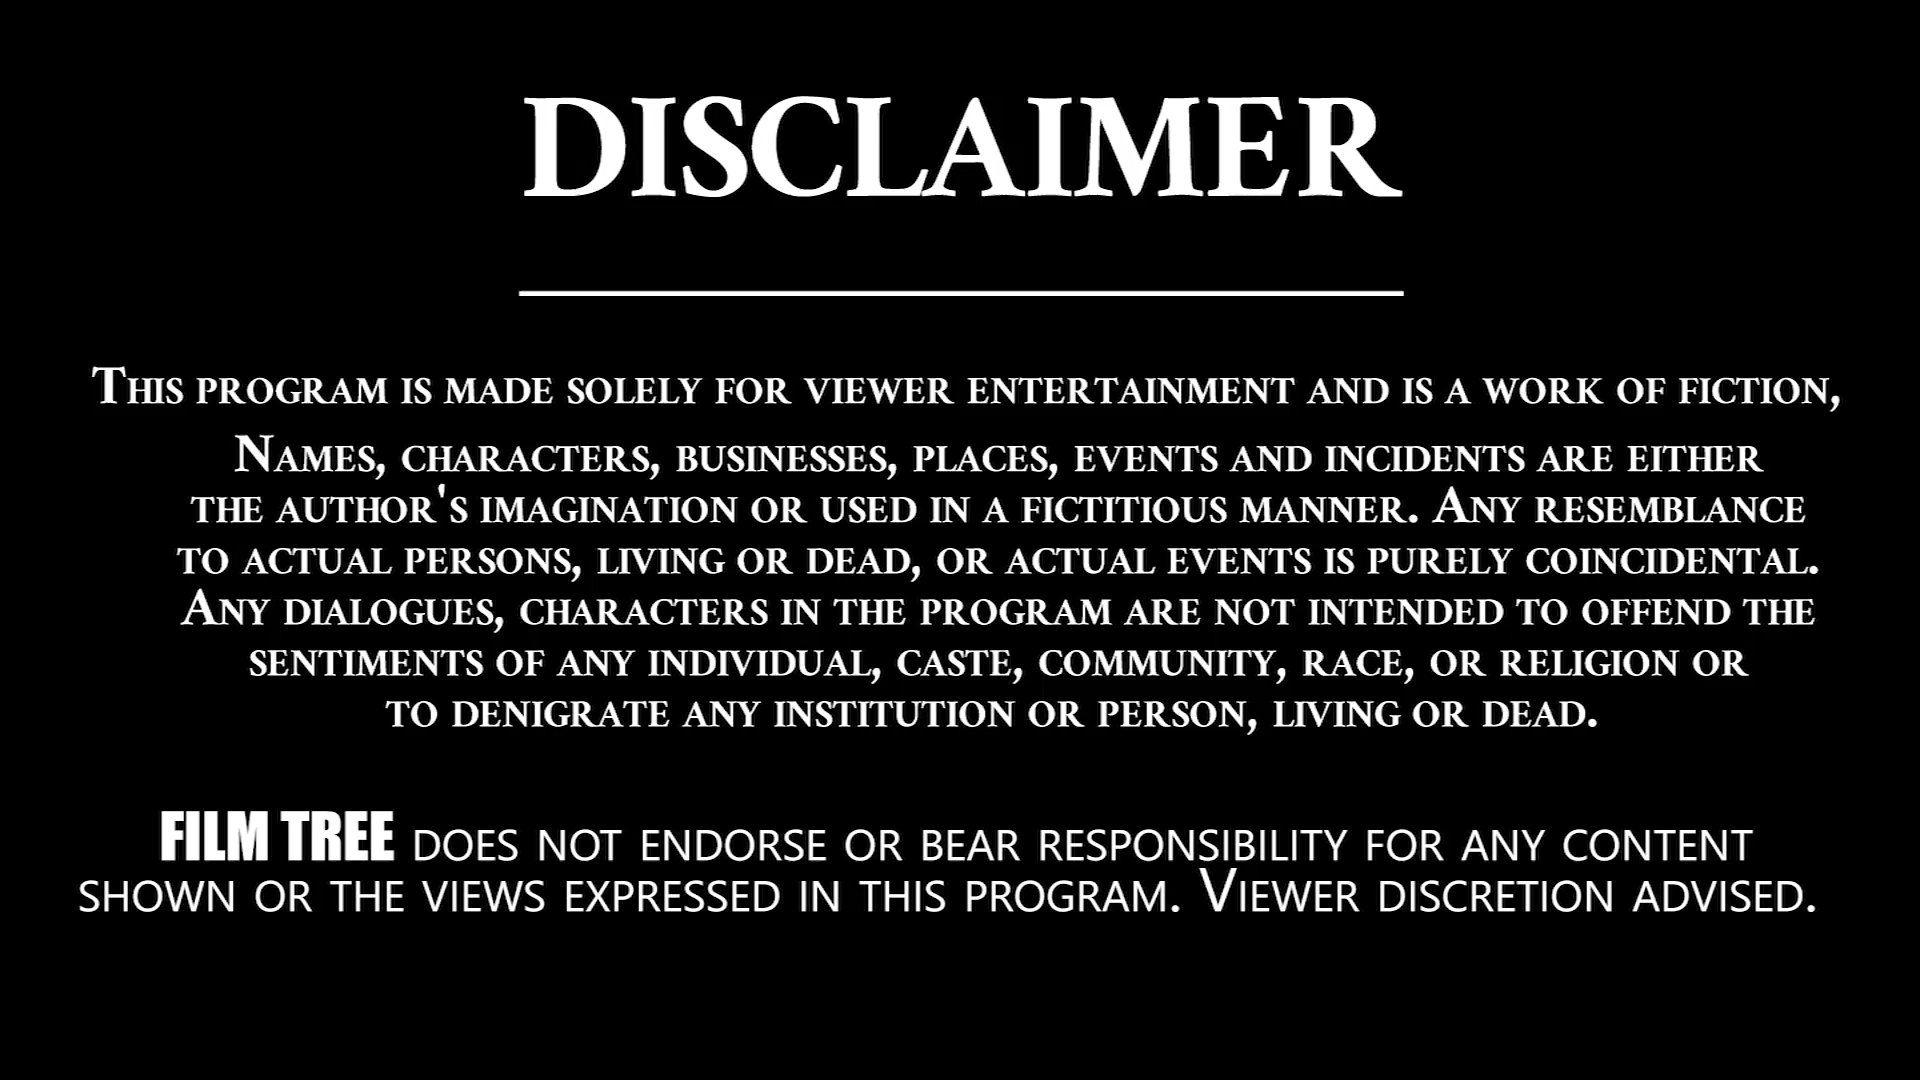 DISCLAIMER
This program is made solely for viewer entertainment and is a work of fiction,
Names, characters, businesses, places, events and incidents are either
the author's imagination or used in a fictitious manner. Any resemblance
to actual persons, living or dead, or actual events is purely coincidental.
Any dialogues, characters in the program are not intended to offend the
sentiments of any individual, caste, community, race, or religion or
to denigrate any institution or person, living or dead.
FILM TREE does not endorse or bear responsibility for any content
shown or the views expressed in this program. Viewer discretion advised.